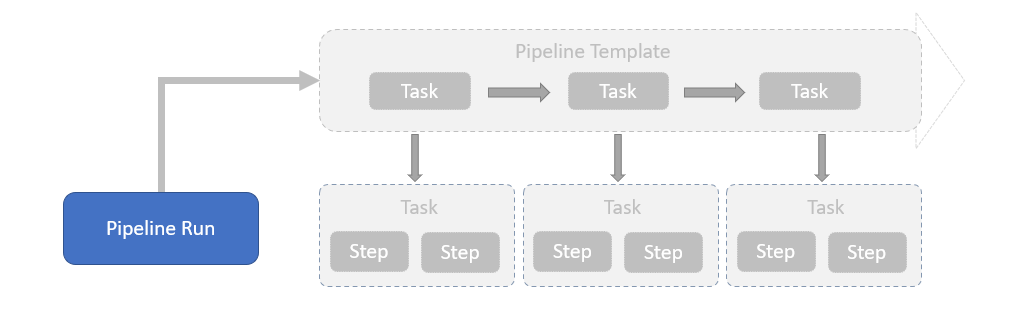 Pipeline Template
Task Task Task
Pipeline Run
Task Task Task
Step Step Step Step Step Step